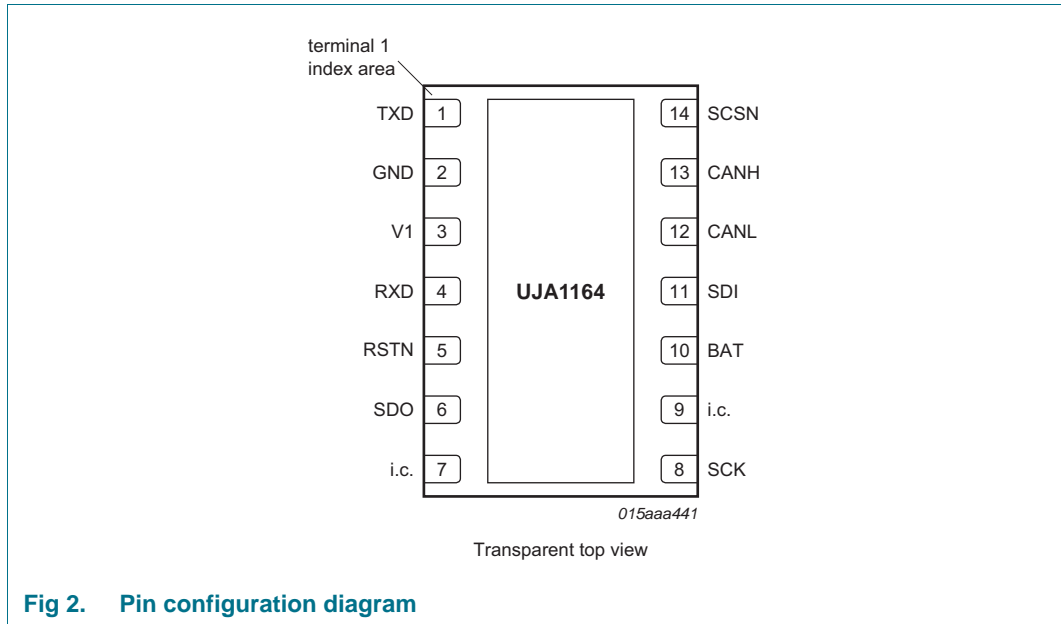 terminal 1
index area
TXD 1
14 SCSN
GND 2
13 CANH
V1 3
12 CANL
RXD 4
UJA1164
11 SDI
RSTN 5
10 BAT
SDO 6
9 i.c.
i.c. 7
8 SCK
015aaa441
Transparent top view
Fig 2. Pin configuration diagram